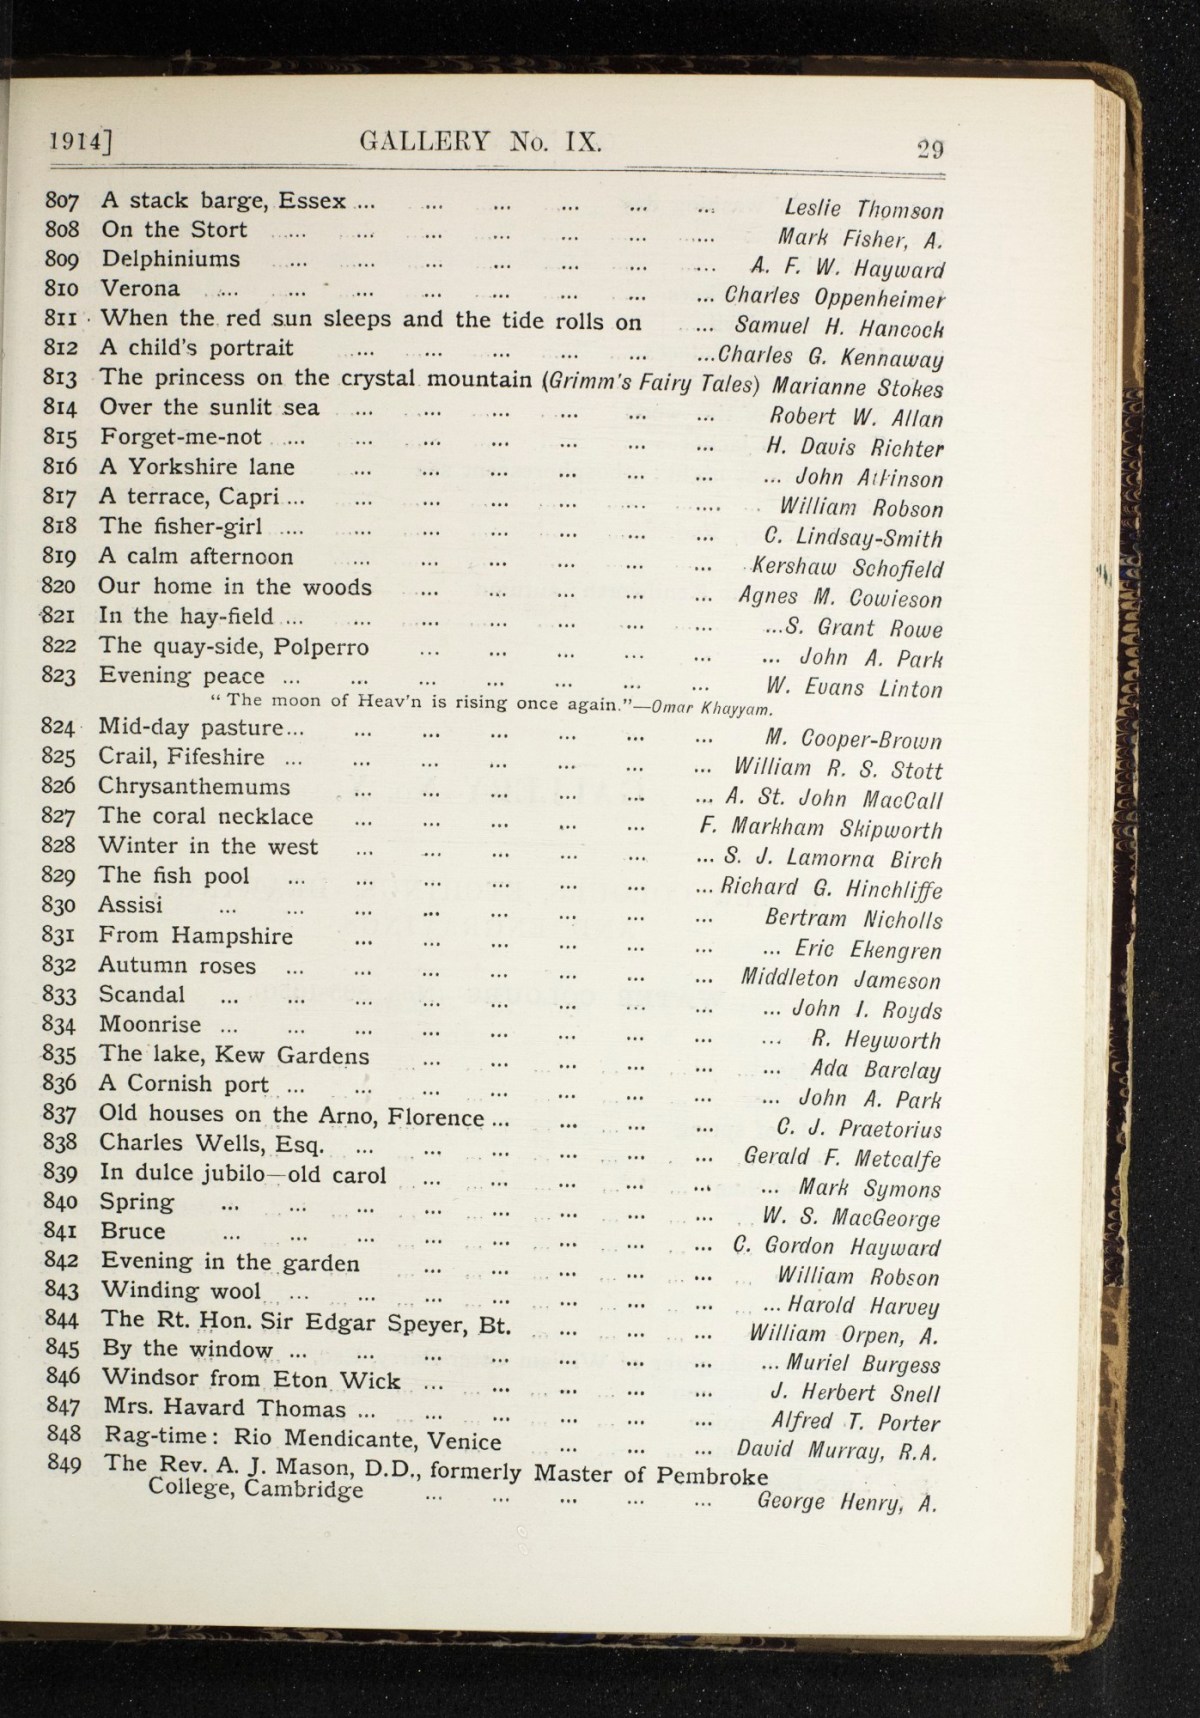 1914] GALLERY No. IX. 29
807 A stack barge, Essex ... ... ... ... ... ... Leslie Thomson
808 On the Stort ... ... ... ... ... ... ... Mark Fisher, A.
809 Delphiniums ... ... ... ... ... ... ... A. F. W. Hayward
810 Verona ... ... ... ... ... ... ... ... Charles Oppenheimer
811 When the red sun sleeps and the tide rolls on ... Samuel H. Hancock
812 A child's portrait ... ... ... ... ... ... Charles G. Kennaway
813 The princess on the crystal mountain (Grimm's Fairy Tales) Marianne Stokes
814 Over the sunlit sea ... ... ... ... ... ... Robert W. Allan
815 Forget-me-not ... ... ... ... ... ... ... H. Davis Richter
816 A Yorkshire lane ... ... ... ... ... ... ... John Atkinson
817 A terrace, Capri ... ... ... ... ... ... .... William Robson
818 The fisher-girl .... ... ... ... ... ... ... C. Lindsay-Smith
819 A calm afternoon ... ... ... ... ... ... Kershaw Schofield
820 Our home in the woods ... ... ... ... ... Agnes M. Cowieson
821 In the hay-field ... ... ... ... ... ... ... ... S. Grant Rowe
822 The quay-side, Polperro ... ... ... ... ... ... John A. Park
823 Evening peace ... ... ... ... ... ... ... W. Evans Linton
"The moon of Heav'n is rising once again."—Omar Khayyam.
824 Mid-day pasture... ... ... ... ... ... ... M. Cooper-Brown
825 Crail, Fifeshire ... ... ... ... ... ... ... William R. S. Stott
826 Chrysanthemums ... ... ... ... ... ... A. St. John MacCall
827 The coral necklace ... ... ... ... ... F. Markham Skipworth
828 Winter in the west ... ... ... ... ... ... S. J. Lamorna Birch
829 The fish pool ... ... ... ... ... ... ... Richard G. Hinchliffe
830 Assisi ... ... ... ... ... ... ... ... Bertram Nicholls
831 From Hampshire ... ... ... ... ... ... ... Eric Ekengren
832 Autumn roses ... ... ... ... ... ... ... Middleton Jameson
833 Scandal ... ... ... ... ... ... ... ... ... John I. Royds
834 Moonrise ... ... ... ... ... ... ... ... ... R. Heyworth
835 The lake, Kew Gardens ... ... ... ... ... ... Ada Barclay
836 A Cornish port ... ... ... ... ... ... ... ... John A. Park
837 Old houses on the Arno, Florence ... ... ... ... C. J. Praetorius
838 Charles Wells, Esq. ... ... ... ... ... ... Gerald F. Metcalfe
839 In dulce jubilo—old carol ... ... ... ... ... ... Mark Symons
840 Spring ... ... ... ... ... ... ... ... W. S. MacGeorge
841 Bruce ... ... ... ... ... ... ... ... C. Gordon Hayward
842 Evening in the garden ... ... ... ... ... William Robson
843 Winding wool ... ... ... ... ... ... ... ... Harold Harvey
844 The Rt. Hon. Sir Edgar Speyer, Bt. ... ... ... William Orpen, A.
845 By the window ... ... ... ... ... ... ... ... Muriel Burgess
846 Windsor from Eton Wick ... ... ... ... ... J. Herbert Snell
847 Mrs. Havard Thomas ... ... ... ... ... ... Alfred T. Porter
848 Rag-time: Rio Mendicante, Venice ... ... ... David Murray, R.A.
849 The Rev. A. J. Mason, D.D., formerly Master of Pembroke
College, Cambridge ... ... ... ... ... George Henry, A.